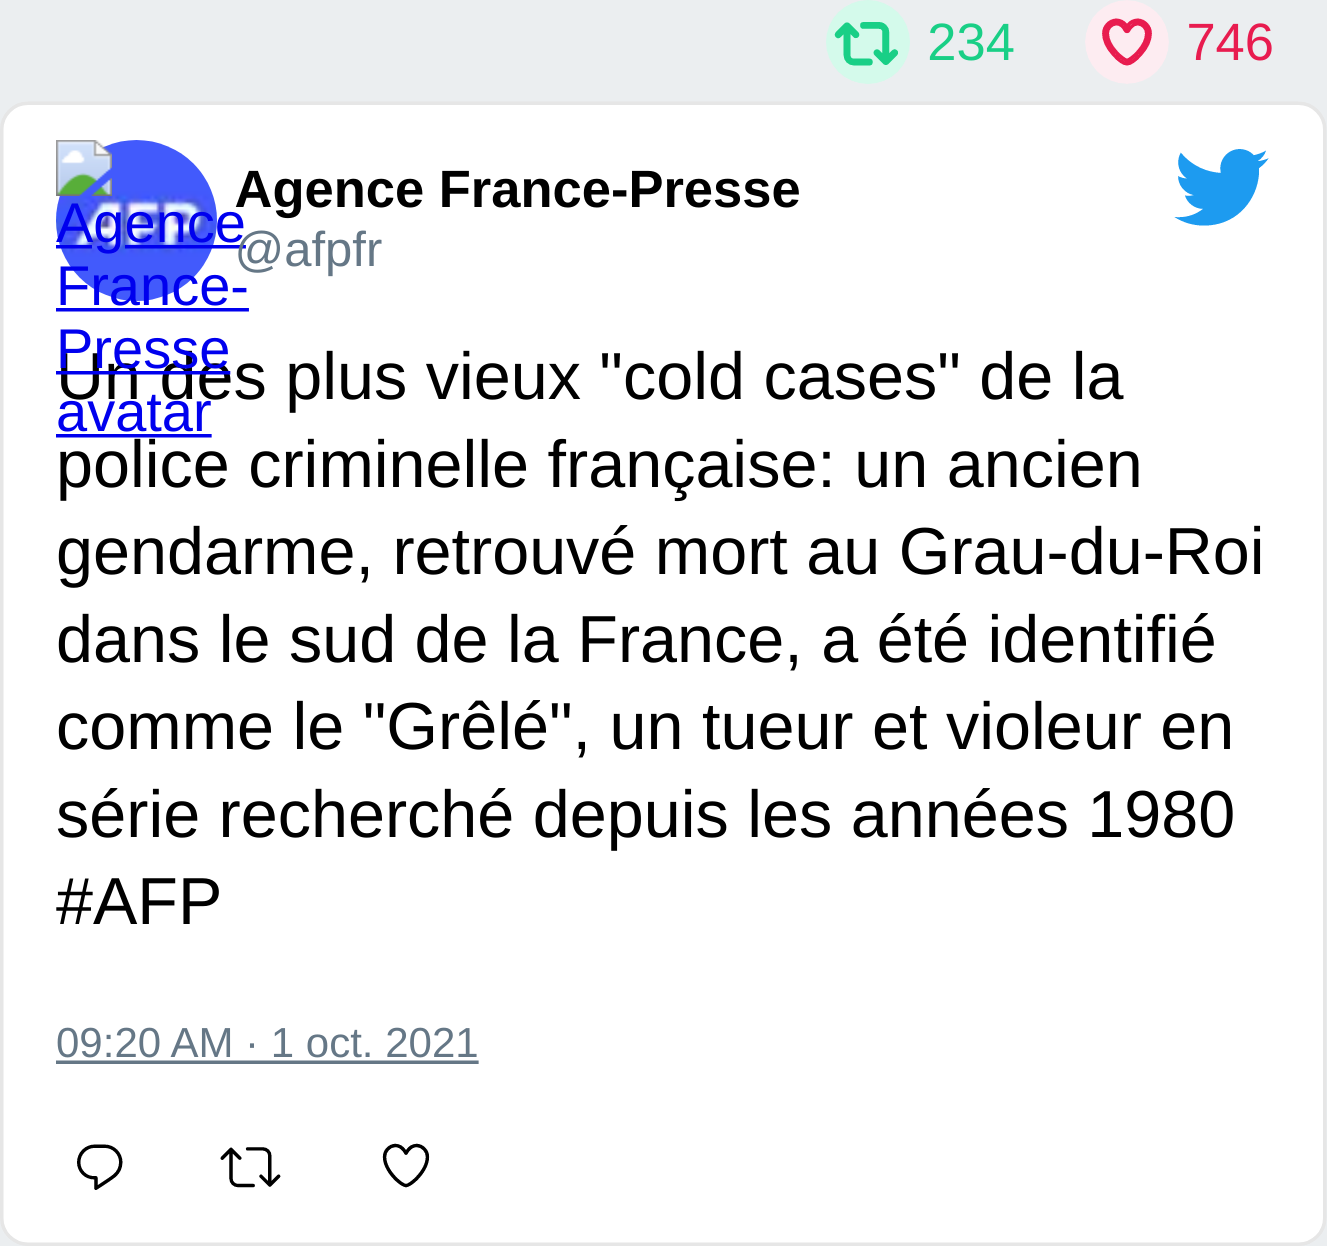 234 746
Agence France-Presse
@afpfr
Agence
France-
Presse
avatar
Un des plus vieux "cold cases" de la
police criminelle française: un ancien
gendarme, retrouvé mort au Grau-du-Roi
dans le sud de la France, a été identifié
comme le "Grêlé", un tueur et violeur en
série recherché depuis les années 1980
#AFP
09:20 AM · 1 oct. 2021